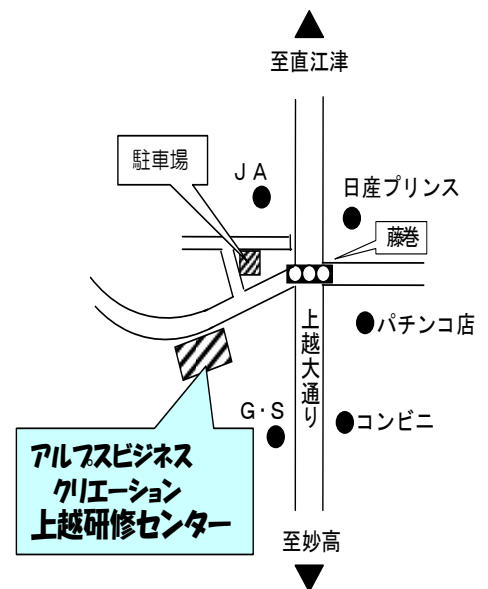 至直江津
駐車場
JA
日産プリンス
藤巻
パチンコ店
上越大通り
G・S
コンビニ
アルプスビジネス
クリエーション
上越研修センター
至妙高